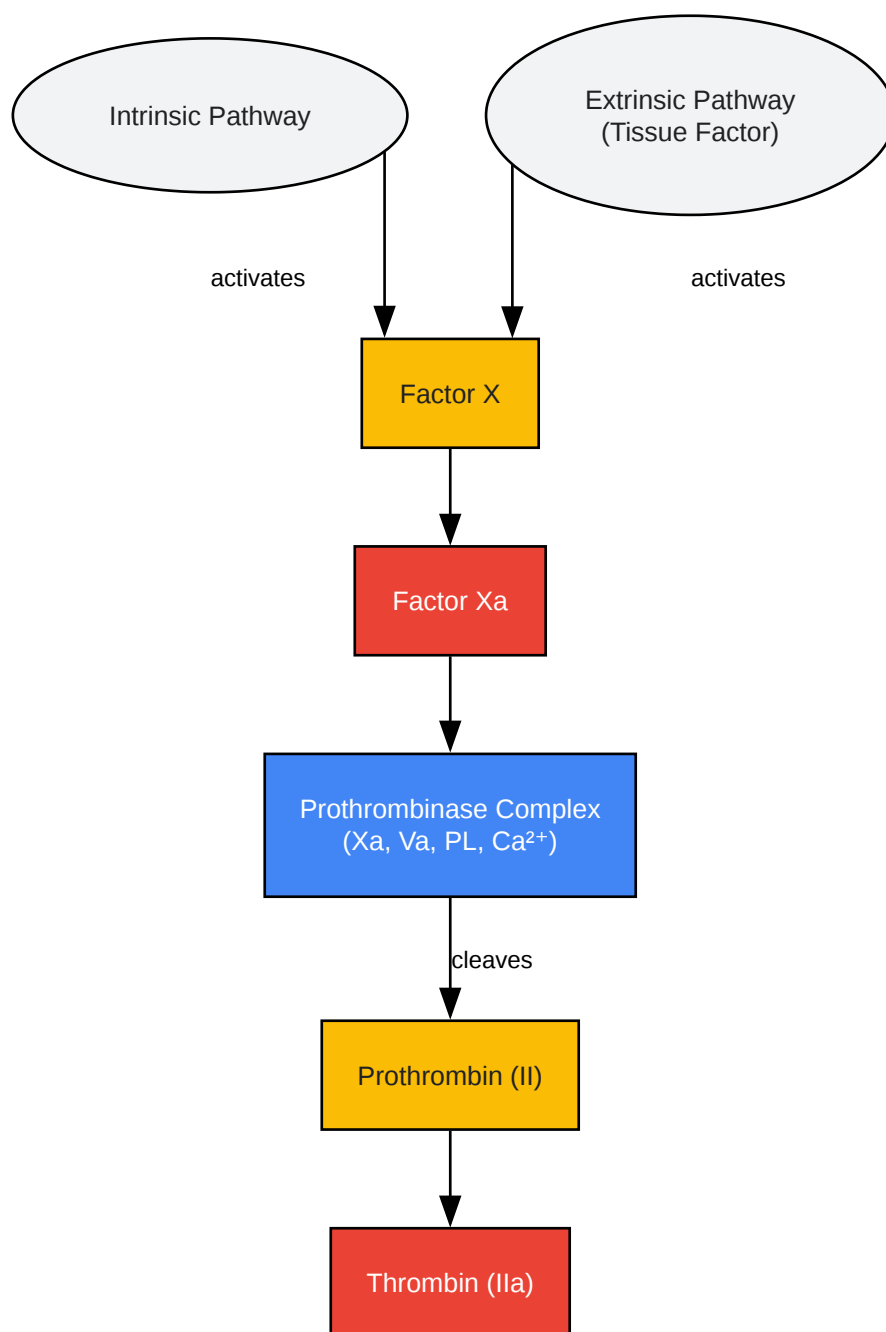 Intrinsic Pathway
Extrinsic Pathway
(Tissue Factor)
activates
activates
Factor X
Factor Xa
Prothrombinase Complex
(Xa, Va, PL, Ca²⁺)
cleaves
Prothrombin (II)
Thrombin (IIa)